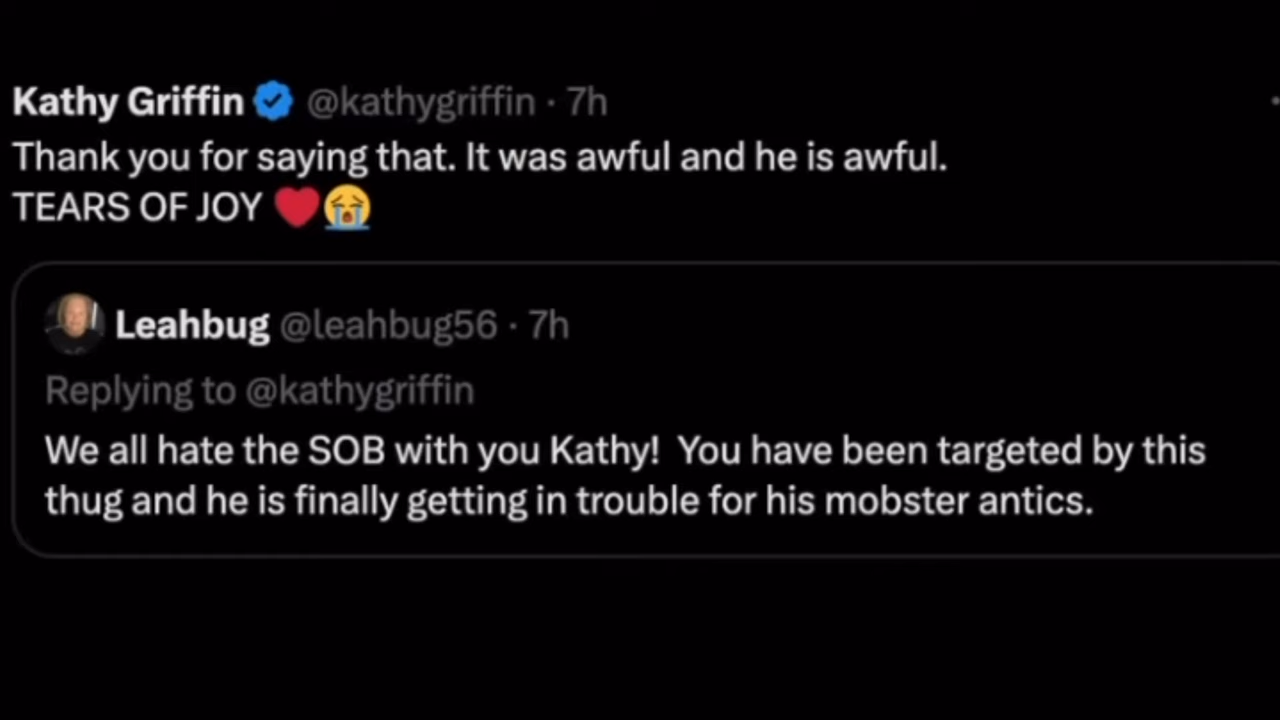 Kathy Griffin @kathygriffin · 7h
Thank you for saying that. It was awful and he is awful.
TEARS OF JOY ❤️😭
Leahbug @leahbug56 · 7h
Replying to @kathygriffin
We all hate the SOB with you Kathy!  You have been targeted by this
thug and he is finally getting in trouble for his mobster antics.